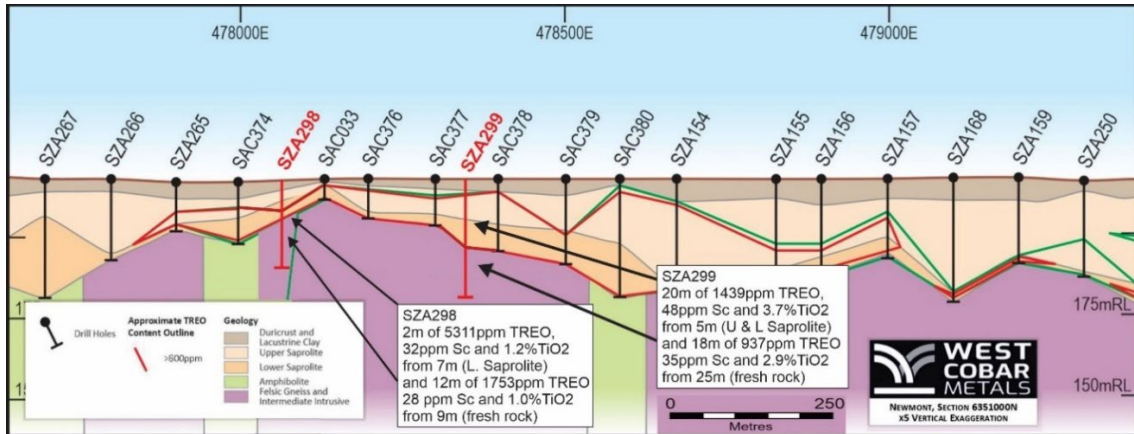 478000E 478500E 479000E
SZA267 SZA266 SZA265 SAC374 SZA298 SAC033 SAC376 SAC377 SZA299 SAC378 SAC379 SAC380 SZA154 SZA155 SZA156 SZA157 SZA168 SZA159 SZA250
Drill Holes
Approximate TREO
Content Outline
>600ppm
Geology
Duricrust and
Lacustrine Clay
Upper Saprolite
Lower Saprolite
Amphibolite
Felsic Gneiss and
Intermediate Intrusive
SZA298
2m of 5311ppm TREO,
32ppm Sc and 1.2%TiO2
from 7m (L. Saprolite)
and 12m of 1753ppm TREO
28 ppm Sc and 1.0%TiO2
from 9m (fresh rock)
SZA299
20m of 1439ppm TREO,
48ppm Sc and 3.7%TiO2
from 5m (U & L Saprolite)
and 18m of 937ppm TREO
35ppm Sc and 2.9%TiO2
from 25m (fresh rock)
0 250
Metres
175mRL
150mRL
WEST
COBAR
METALS
NEWMONT, SECTION 6351000N
X5 VERTICAL EXAGGERATION